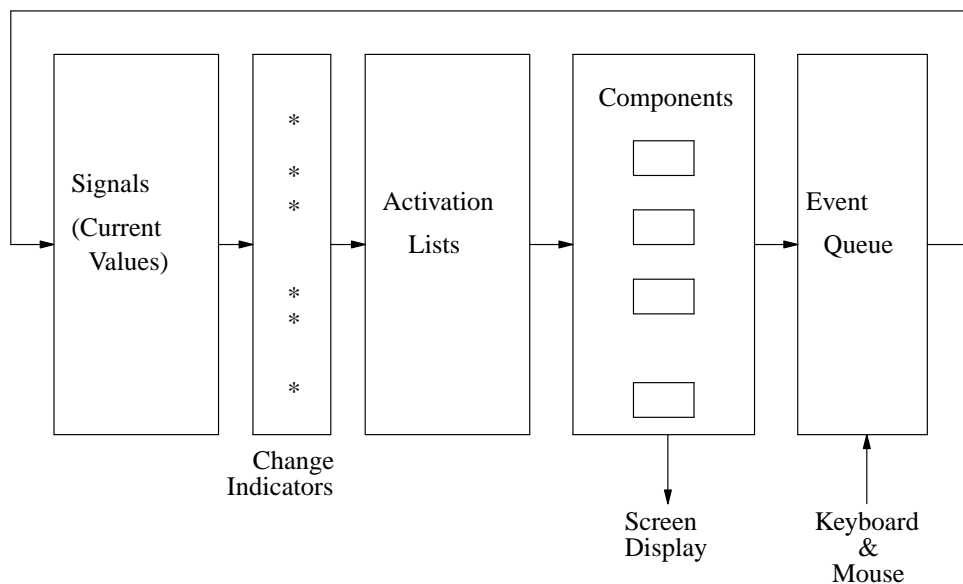 Signals
(Current
Values)
*
*
*
*
*
*
Change
Indicators
Activation
Lists
Components
Screen
Display
Event
Queue
Keyboard
&
Mouse